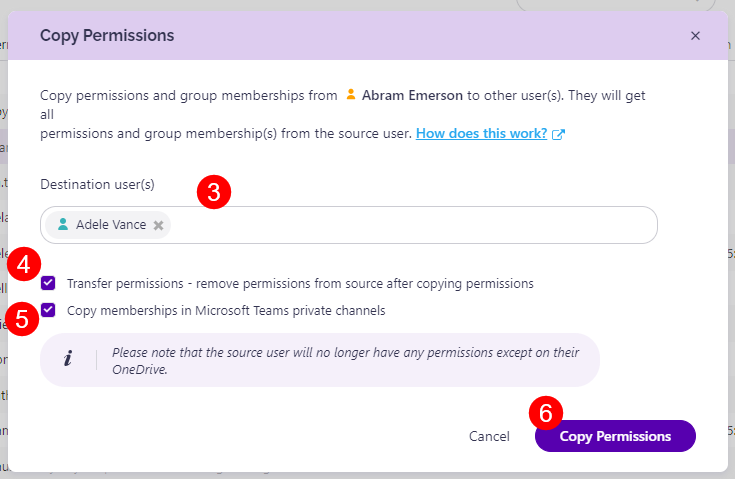 Copy Permissions
Copy permissions and group memberships from Abram Emerson to other user(s). They will get
all
permissions and group membership(s) from the source user. How does this work?
Destination user(s)
3
Adele Vance
4
Transfer permissions - remove permissions from source after copying permissions
5
Copy memberships in Microsoft Teams private channels
i
Please note that the source user will no longer have any permissions except on their
OneDrive.
6
Cancel
Copy Permissions